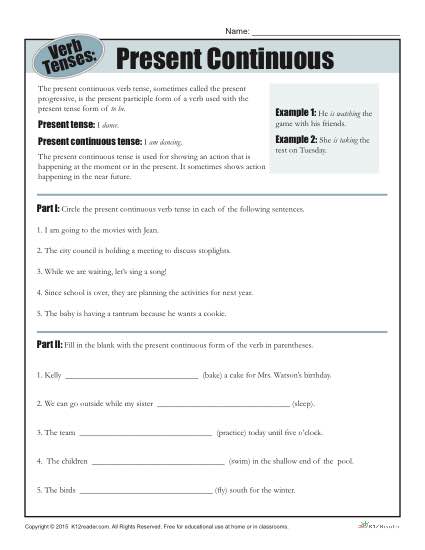 Name:
Verb
Tenses:
Present Continuous
The present continuous verb tense, sometimes called the present
progressive, is the present participle form of a verb used with the
present tense form of to be.
Present tense: I dance.
Present continuous tense: I am dancing.
The present continuous tense is used for showing an action that is
happening at the moment or in the present. It sometimes shows action
happening in the near future.
Example 1: He is watching the
game with his friends.
Example 2: She is taking the
test on Tuesday.
Part I: Circle the present continuous verb tense in each of the following sentences.
1. I am going to the movies with Jean.
2. The city council is holding a meeting to discuss stoplights.
3. While we are waiting, let's sing a song!
4. Since school is over, they are planning the activities for next year.
5. The baby is having a tantrum because he wants a cookie.
Part II: Fill in the blank with the present continuous form of the verb in parentheses.
1. Kelly (bake) a cake for Mrs. Watson's birthday.
2. We can go outside while my sister (sleep).
3. The team (practice) today until five o'clock.
4. The children (swim) in the shallow end of the pool.
5. The birds (fly) south for the winter.
Copyright © 2015 K12reader.com. All Rights Reserved. Free for educational use at home or in classrooms.
K12Reader